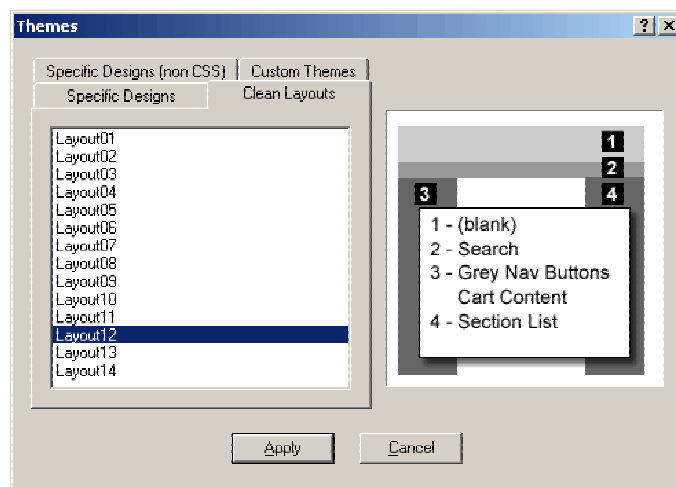 Themes
Specific Designs (non CSS)
Custom Themes
Specific Designs
Clean Layouts
Layout01
Layout02
Layout03
Layout04
Layout05
Layout06
Layout07
Layout08
Layout09
Layout10
Layout11
Layout12
Layout13
Layout14
1
2
3
4
1 - (blank)
2 - Search
3 - Grey Nav Buttons
Cart Content
4 - Section List
Apply
Cancel